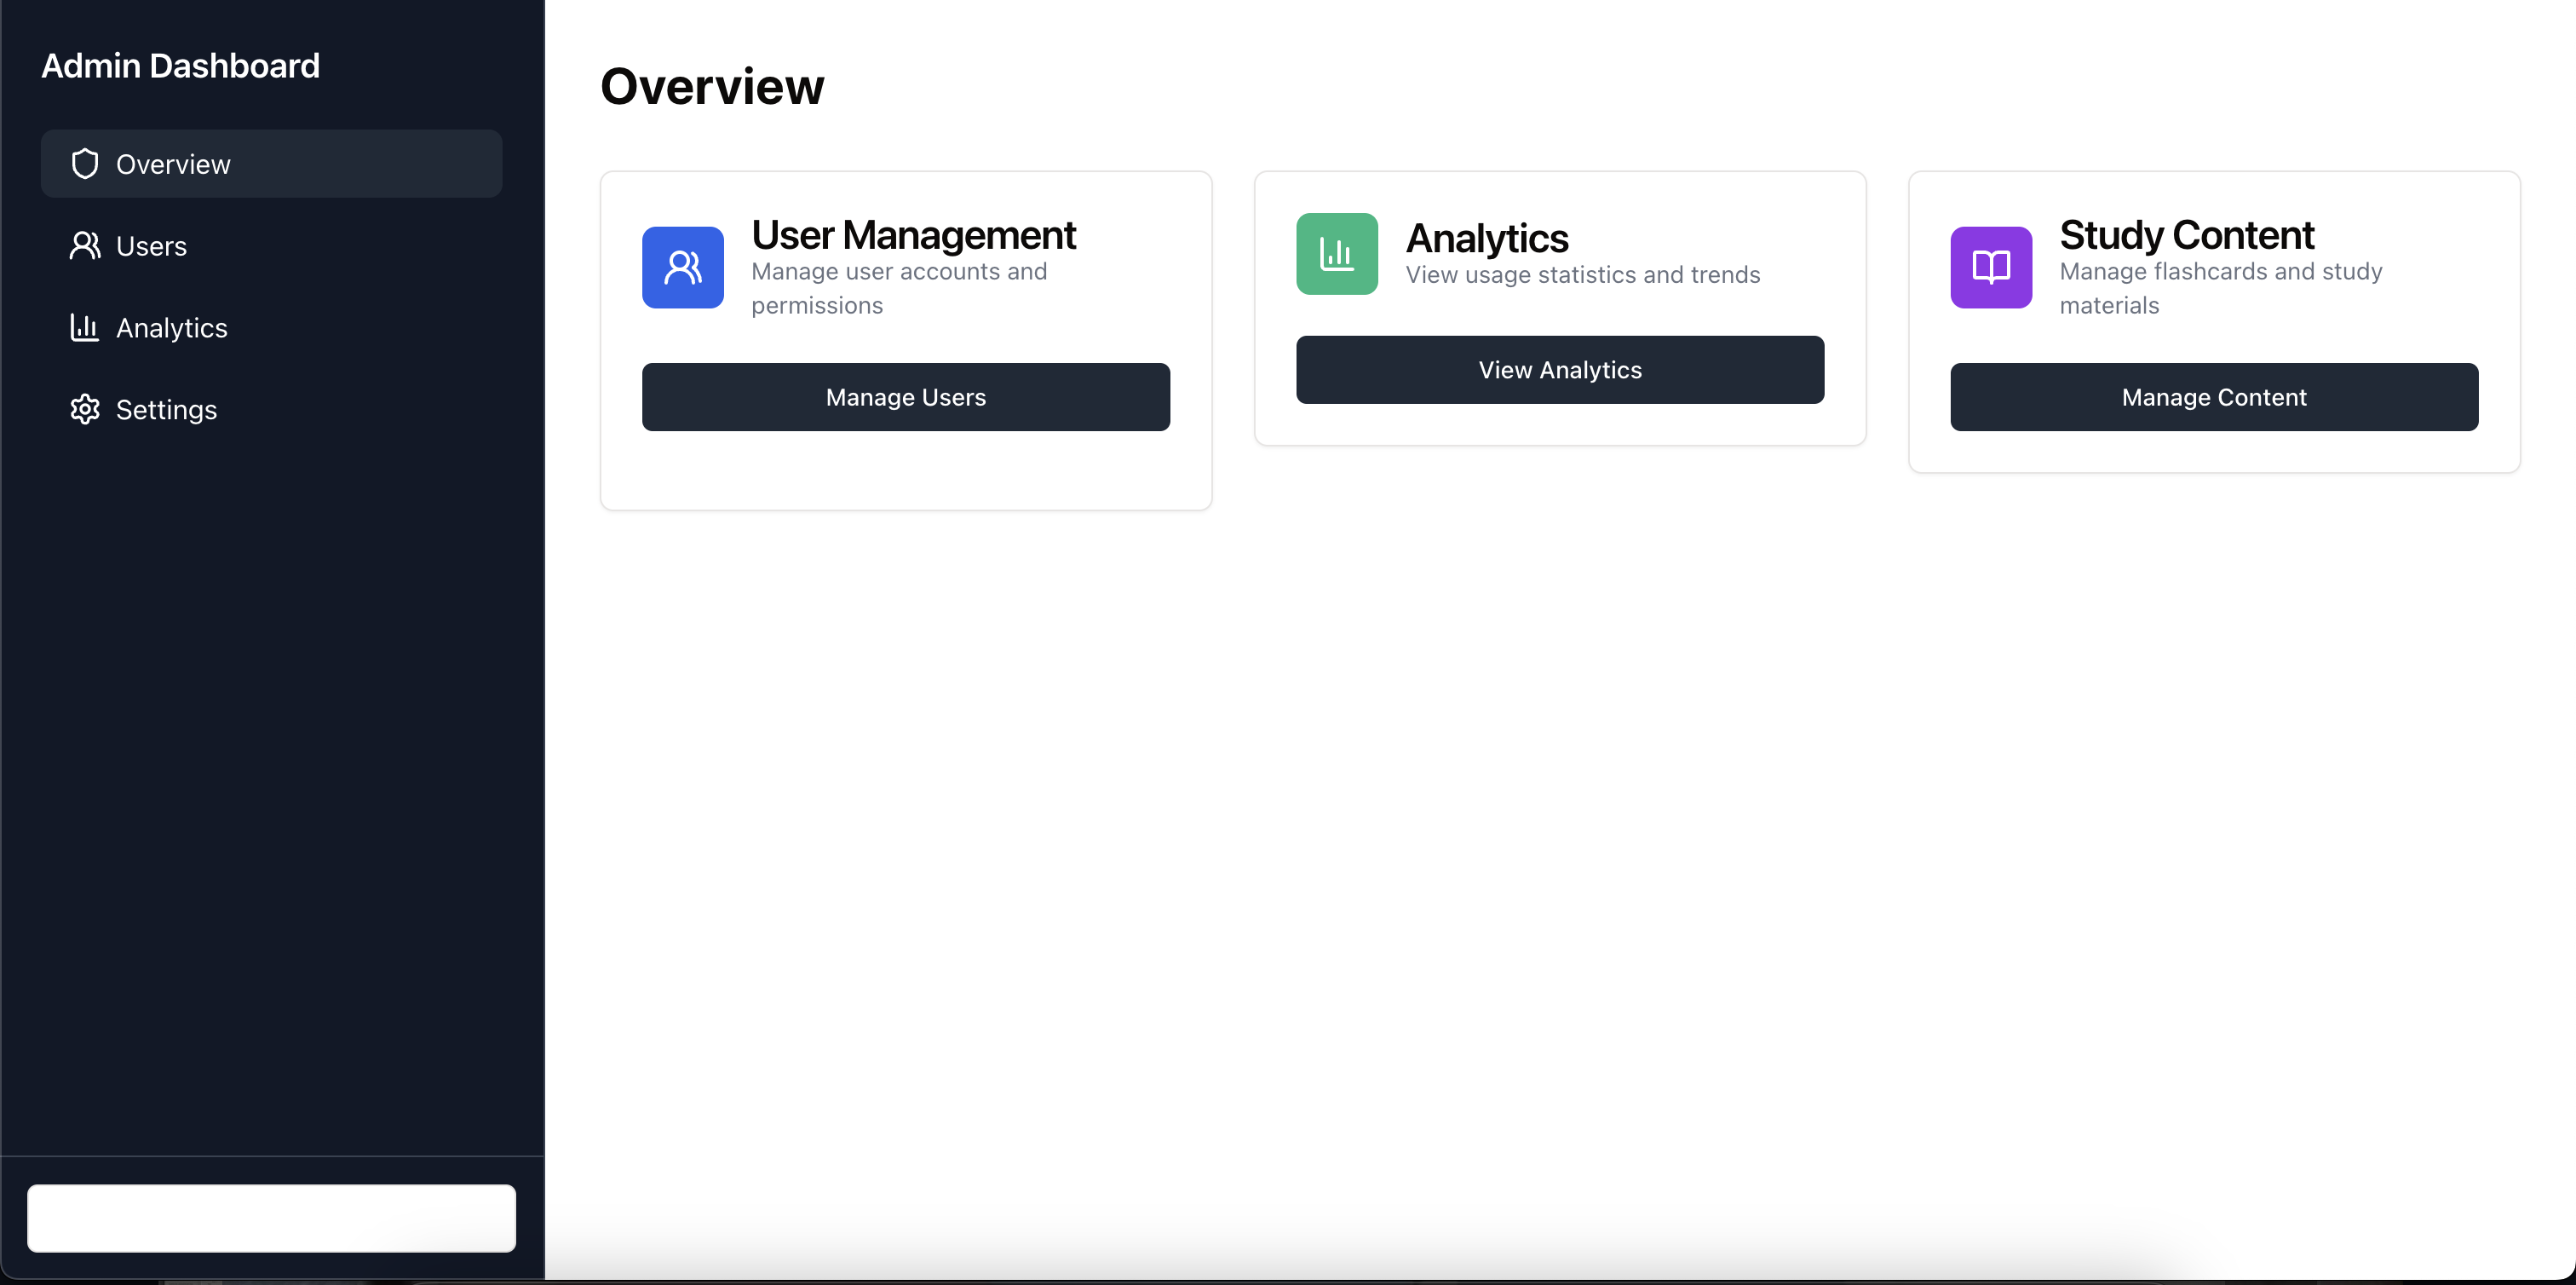 Admin Dashboard
Overview
Users
Analytics
Settings
Overview
User Management
Manage user accounts and
permissions
Manage Users
Analytics
View usage statistics and trends
View Analytics
Study Content
Manage flashcards and study
materials
Manage Content